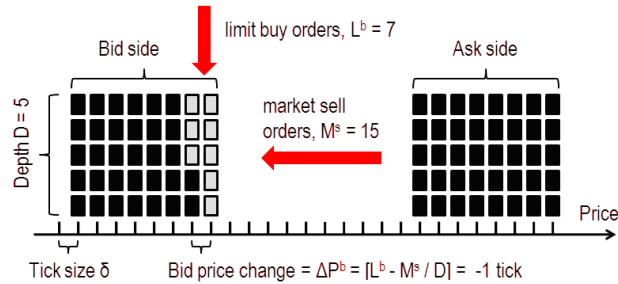 limit buy orders, Lᵇ = 7
Bid side
Ask side
market sell
orders, Mˢ = 15
Depth D = 5
Price
Tick size δ
Bid price change = ΔPᵇ = ⌈Lᵇ - Mˢ / D⌉ = -1 tick